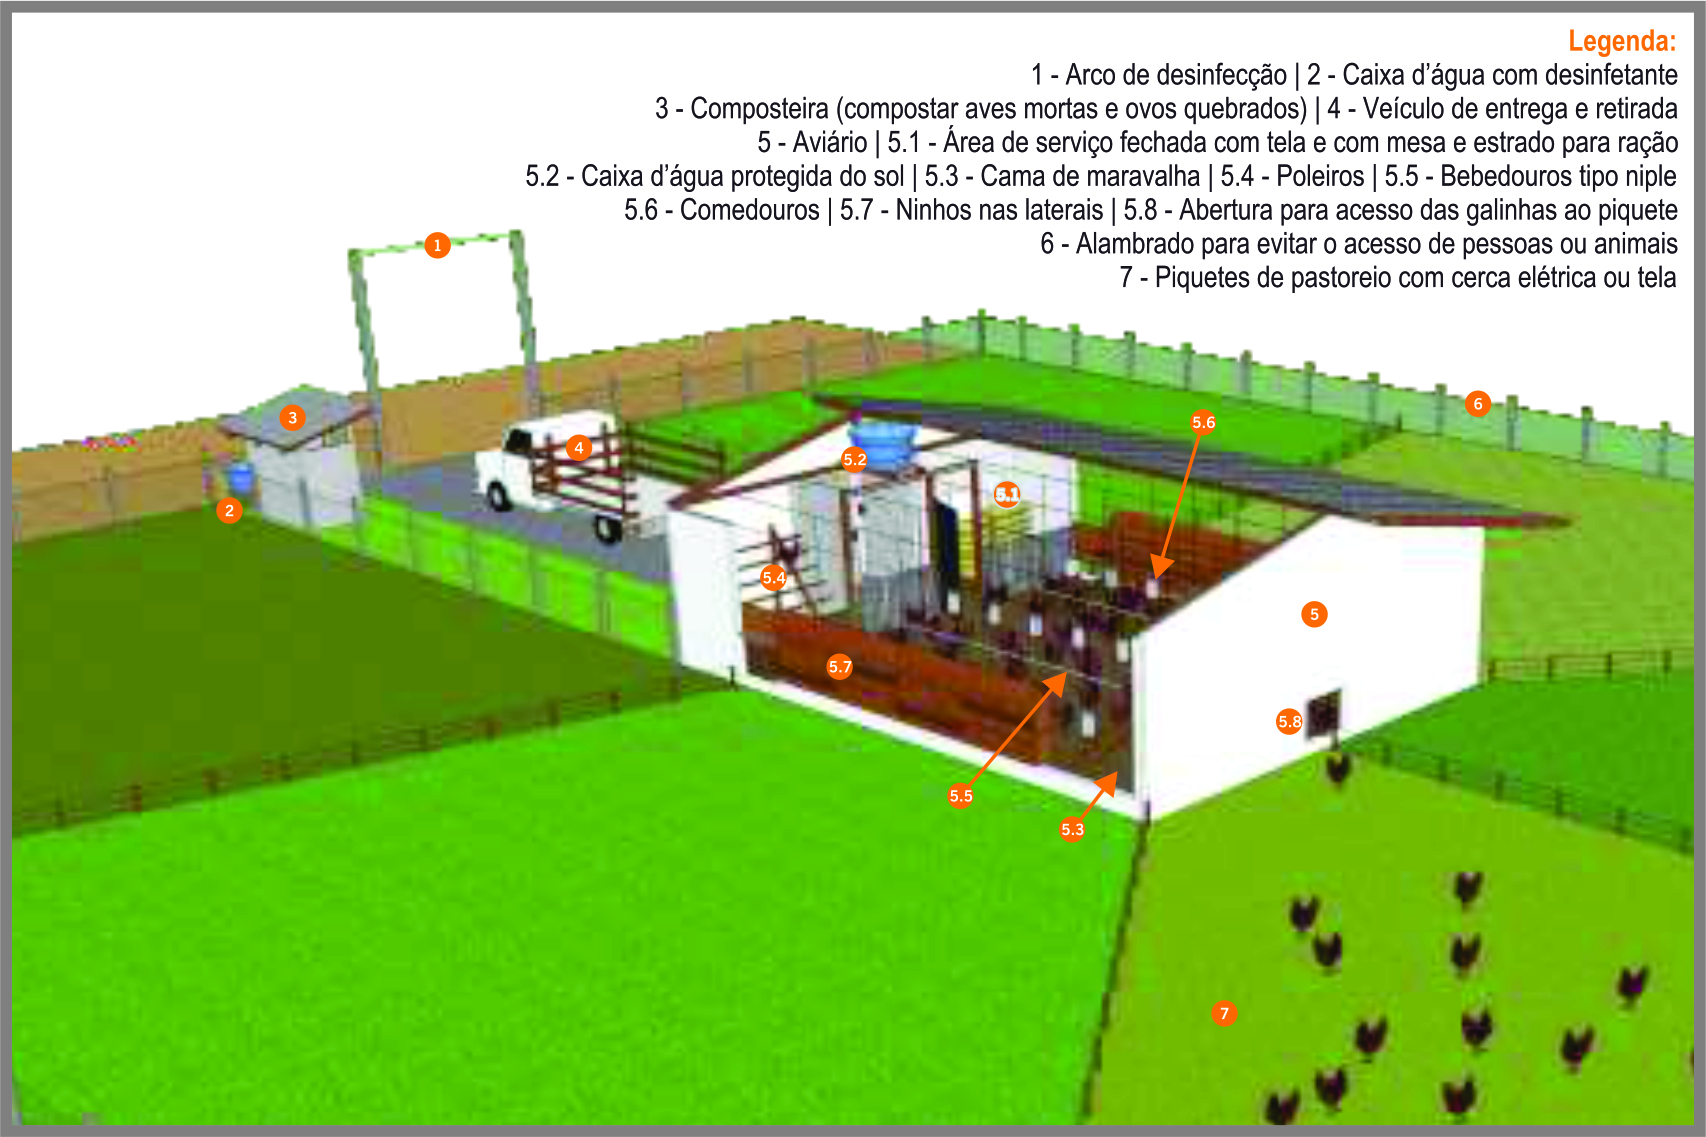 Legenda:
1 - Arco de desinfecção | 2 - Caixa d’água com desinfetante
3 - Composteira (compostar aves mortas e ovos quebrados) | 4 - Veículo de entrega e retirada
5 - Aviário | 5.1 - Área de serviço fechada com tela e com mesa e estrado para ração
5.2 - Caixa d’água protegida do sol | 5.3 - Cama de maravalha | 5.4 - Poleiros | 5.5 - Bebedouros tipo niple
5.6 - Comedouros | 5.7 - Ninhos nas laterais | 5.8 - Abertura para acesso das galinhas ao piquete
6 - Alambrado para evitar o acesso de pessoas ou animais
7 - Piquetes de pastoreio com cerca elétrica ou tela
1
6
3
5.6
4
5.2
5.1
2
5.4
5
5.7
5.8
5.5
5.3
7